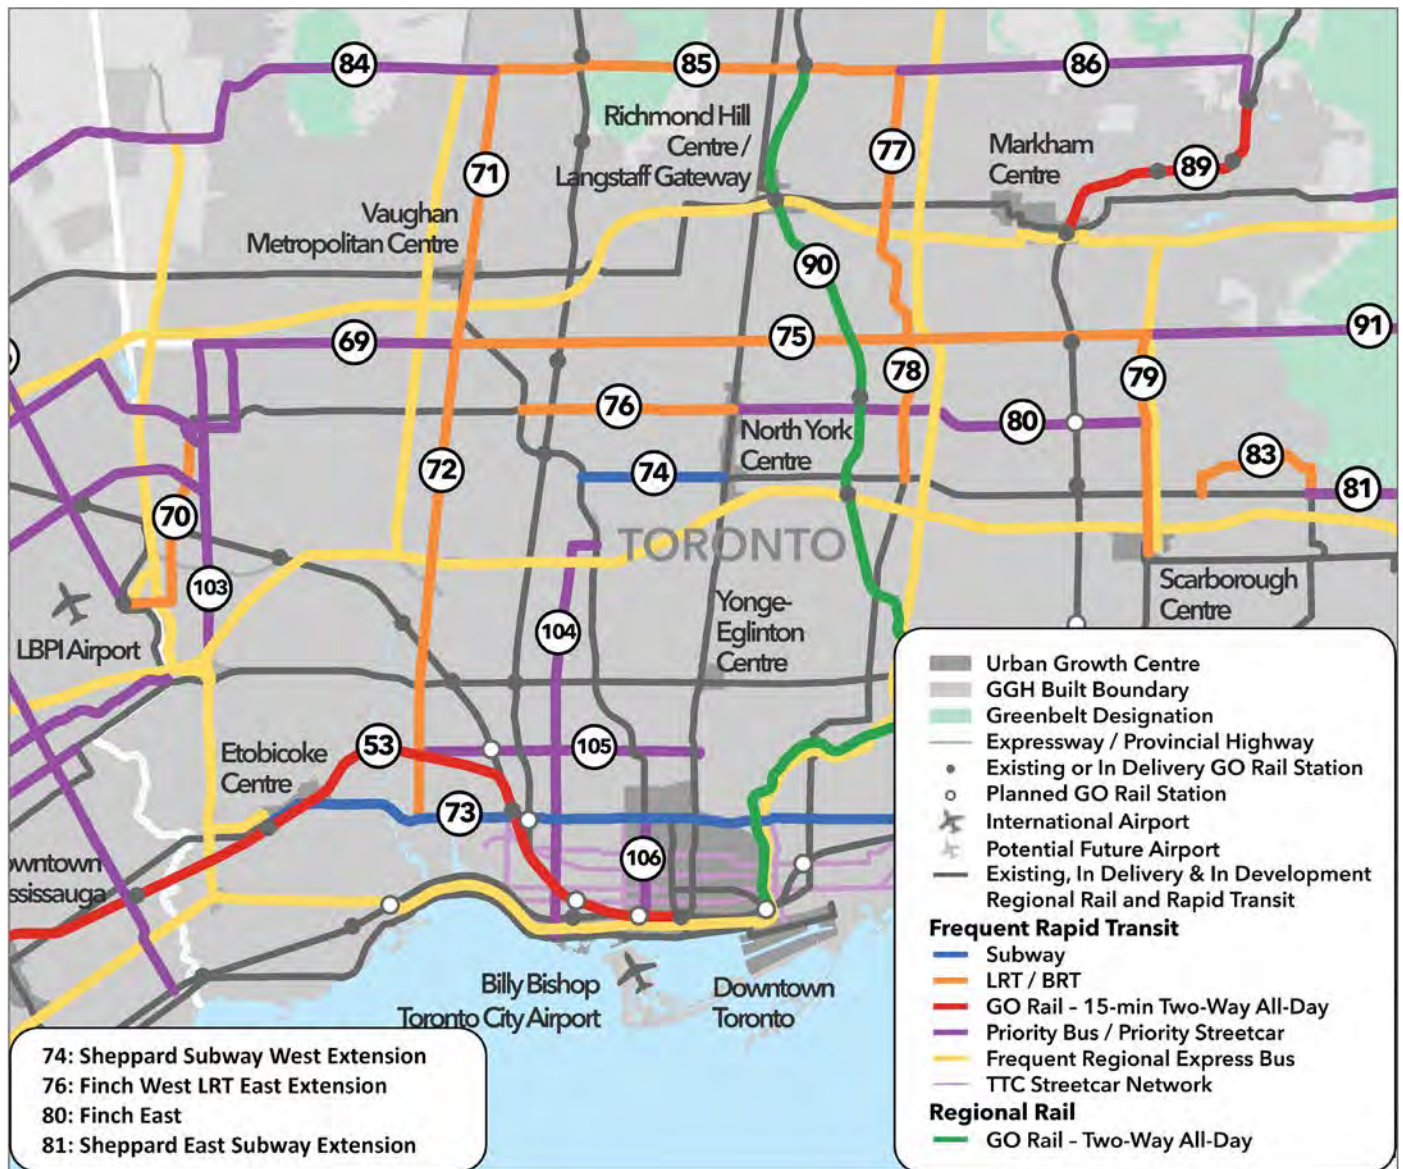 84
85
86
Richmond Hill
Centre /
Langstaff Gateway
71
77
Markham
Centre
89
Vaughan
Metropolitan Centre
90
69
75
91
78
79
76
80
North York
Centre
72
74
83
81
70
TORONTO
103
LBPI Airport
104
Yonge-
Eglinton
Centre
Scarborough
Centre
53
105
Etobicoke
Centre
73
106
owntown
ssissauga
Billy Bishop
Toronto City Airport
Downtown
Toronto
74: Sheppard Subway West Extension
76: Finch West LRT East Extension
80: Finch East
81: Sheppard East Subway Extension
Urban Growth Centre
GGH Built Boundary
Greenbelt Designation
Expressway / Provincial Highway
Existing or In Delivery GO Rail Station
Planned GO Rail Station
International Airport
Potential Future Airport
Existing, In Delivery & In Development
Regional Rail and Rapid Transit
Frequent Rapid Transit
Subway
LRT / BRT
GO Rail – 15-min Two-Way All-Day
Priority Bus / Priority Streetcar
Frequent Regional Express Bus
TTC Streetcar Network
Regional Rail
GO Rail – Two-Way All-Day